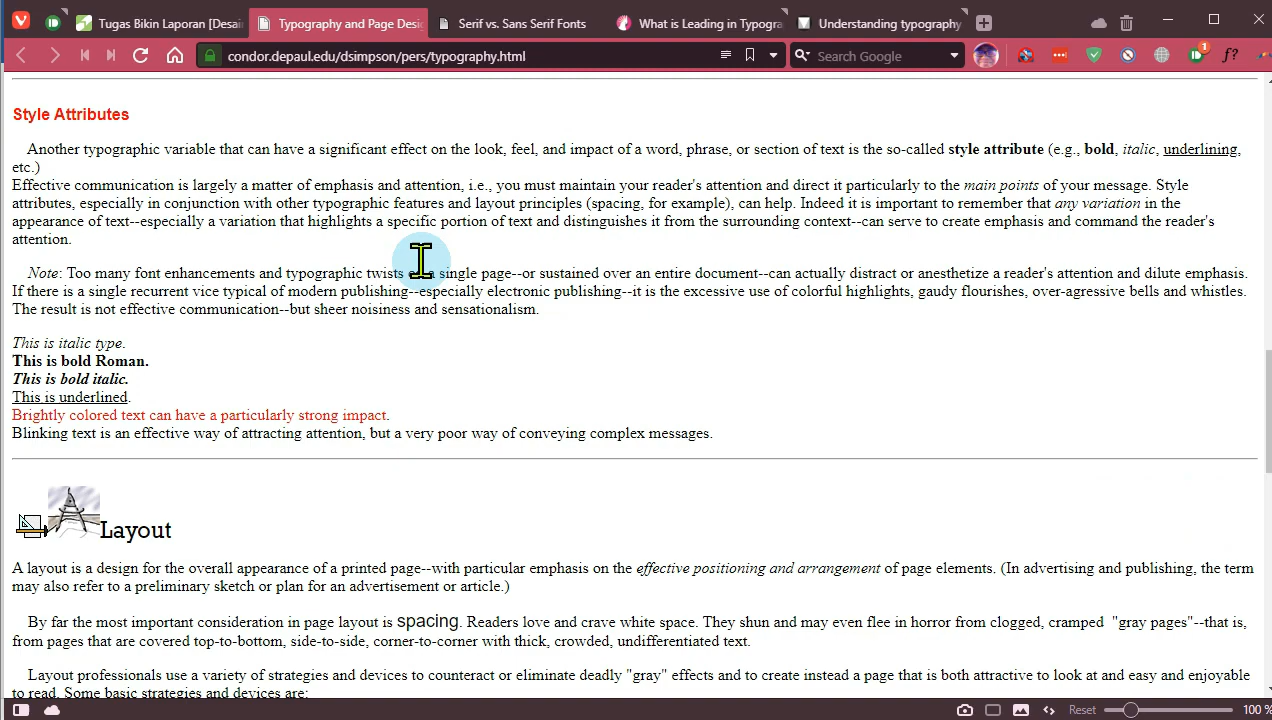 Tugas Bikin Laporan [Desai
Typography and Page Desi
Serif vs. Sans Serif Fonts
What is Leading in Typogra
Understanding typography
condor.depaul.edu/dsimpson/pers/typography.html
Search Google
1
f?
Style Attributes
Another typographic variable that can have a significant effect on the look, feel, and impact of a word, phrase, or section of text is the so-called style attribute (e.g., bold, italic, underlining,
etc.)
Effective communication is largely a matter of emphasis and attention, i.e., you must maintain your reader's attention and direct it particularly to the main points of your message. Style
attributes, especially in conjunction with other typographic features and layout principles (spacing, for example), can help. Indeed it is important to remember that any variation in the
appearance of text--especially a variation that highlights a specific portion of text and distinguishes it from the surrounding context--can serve to create emphasis and command the reader's
attention.
Note: Too many font enhancements and typographic twists a single page--or sustained over an entire document--can actually distract or anesthetize a reader's attention and dilute emphasis.
If there is a single recurrent vice typical of modern publishing--especially electronic publishing--it is the excessive use of colorful highlights, gaudy flourishes, over-agressive bells and whistles.
The result is not effective communication--but sheer noisiness and sensationalism.
This is italic type.
This is bold Roman.
This is bold italic.
This is underlined.
Brightly colored text can have a particularly strong impact.
Blinking text is an effective way of attracting attention, but a very poor way of conveying complex messages.
Layout
A layout is a design for the overall appearance of a printed page--with particular emphasis on the effective positioning and arrangement of page elements. (In advertising and publishing, the term
may also refer to a preliminary sketch or plan for an advertisement or article.)
By far the most important consideration in page layout is spacing. Readers love and crave white space. They shun and may even flee in horror from clogged, cramped "gray pages"--that is,
from pages that are covered top-to-bottom, side-to-side, corner-to-corner with thick, crowded, undifferentiated text.
Layout professionals use a variety of strategies and devices to counteract or eliminate deadly "gray" effects and to create instead a page that is both attractive to look at and easy and enjoyable
to read. Some basic strategies and devices are:
Reset
100 %